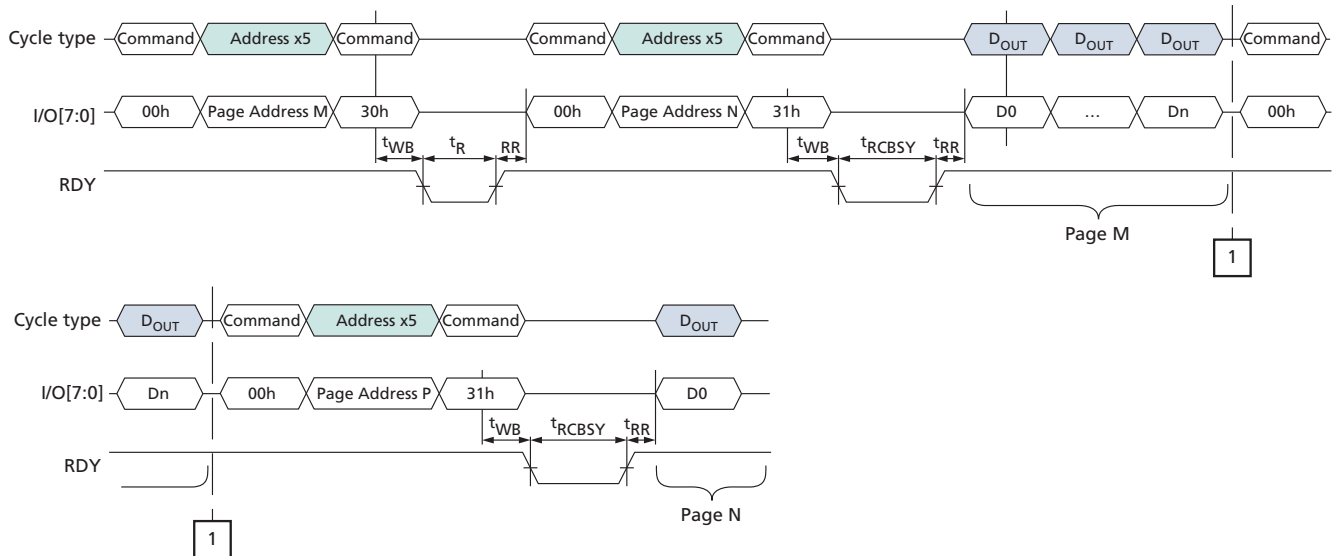 Cycle type Command Address x5 Command Command Address x5 Command DOUT DOUT DOUT Command
I/O[7:0] 00h Page Address M 30h 00h Page Address N 31h D0 ... Dn 00h
tWB tR RR tWB tRCBSY tRR
RDY
Page M
1
Cycle type DOUT Command Address x5 Command DOUT
I/O[7:0] Dn 00h Page Address P 31h D0
tWB tRCBSY tRR
RDY
Page N
1